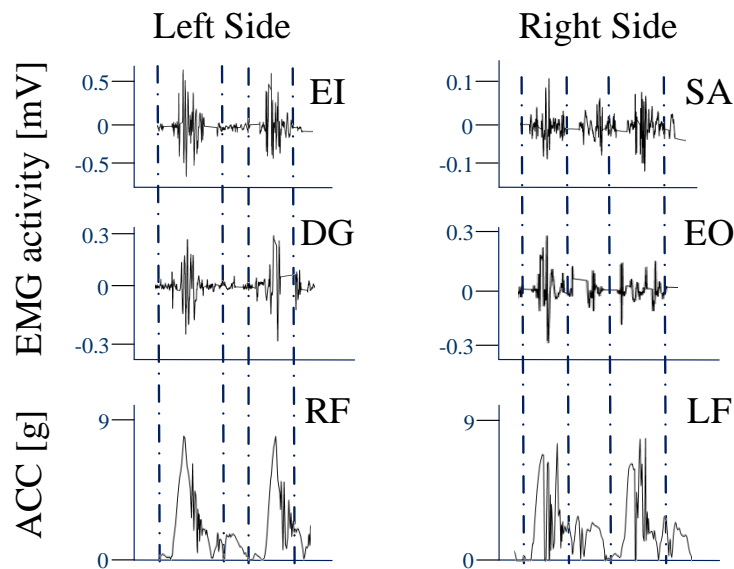 Left Side
Right Side
EMG activity [mV]
ACC [g]
0.5
0
-0.5
EI
0.1
0
-0.1
SA
0.3
0
-0.3
DG
0.3
0
-0.3
EO
9
0
RF
9
0
LF